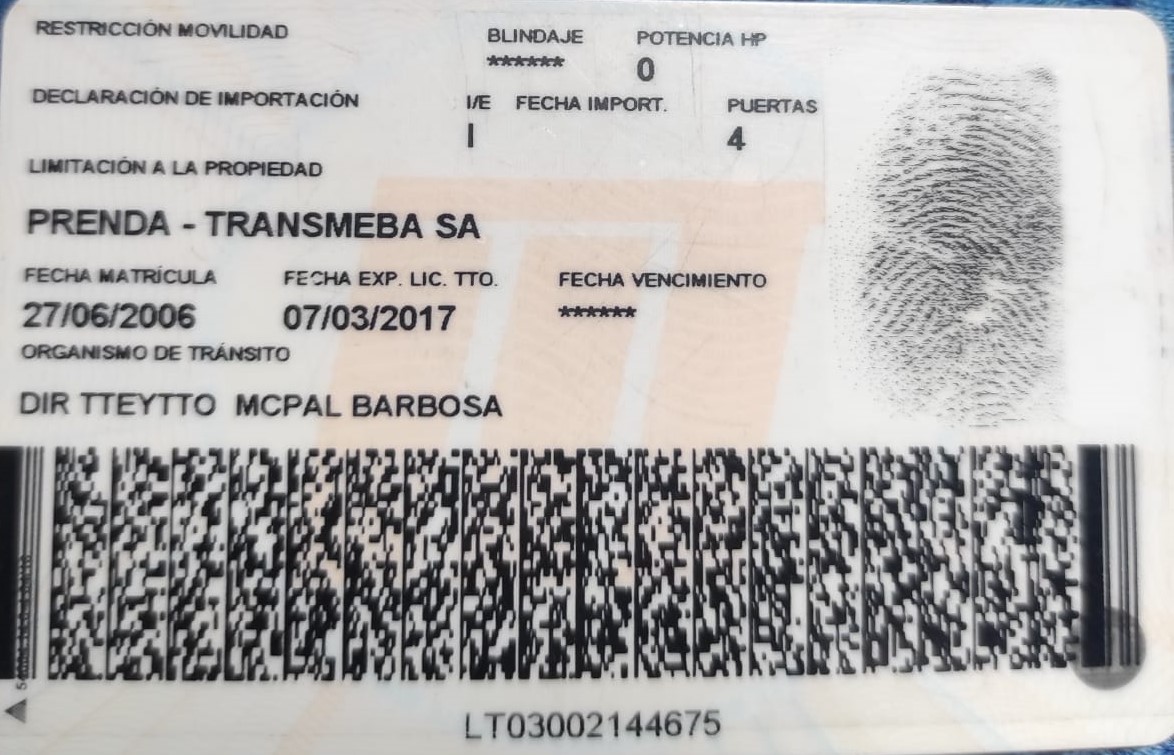 RESTRICCIÓN MOVILIDAD BLINDAJE POTENCIA HP
****** 0
DECLARACIÓN DE IMPORTACIÓN I/E FECHA IMPORT. PUERTAS
I 4
LIMITACIÓN A LA PROPIEDAD
PRENDA - TRANSMEBA SA
FECHA MATRÍCULA FECHA EXP. LIC. TTO. FECHA VENCIMIENTO
27/06/2006 07/03/2017 ******
ORGANISMO DE TRÁNSITO
DIR TTEYTTO MCPAL BARBOSA
LT03002144675